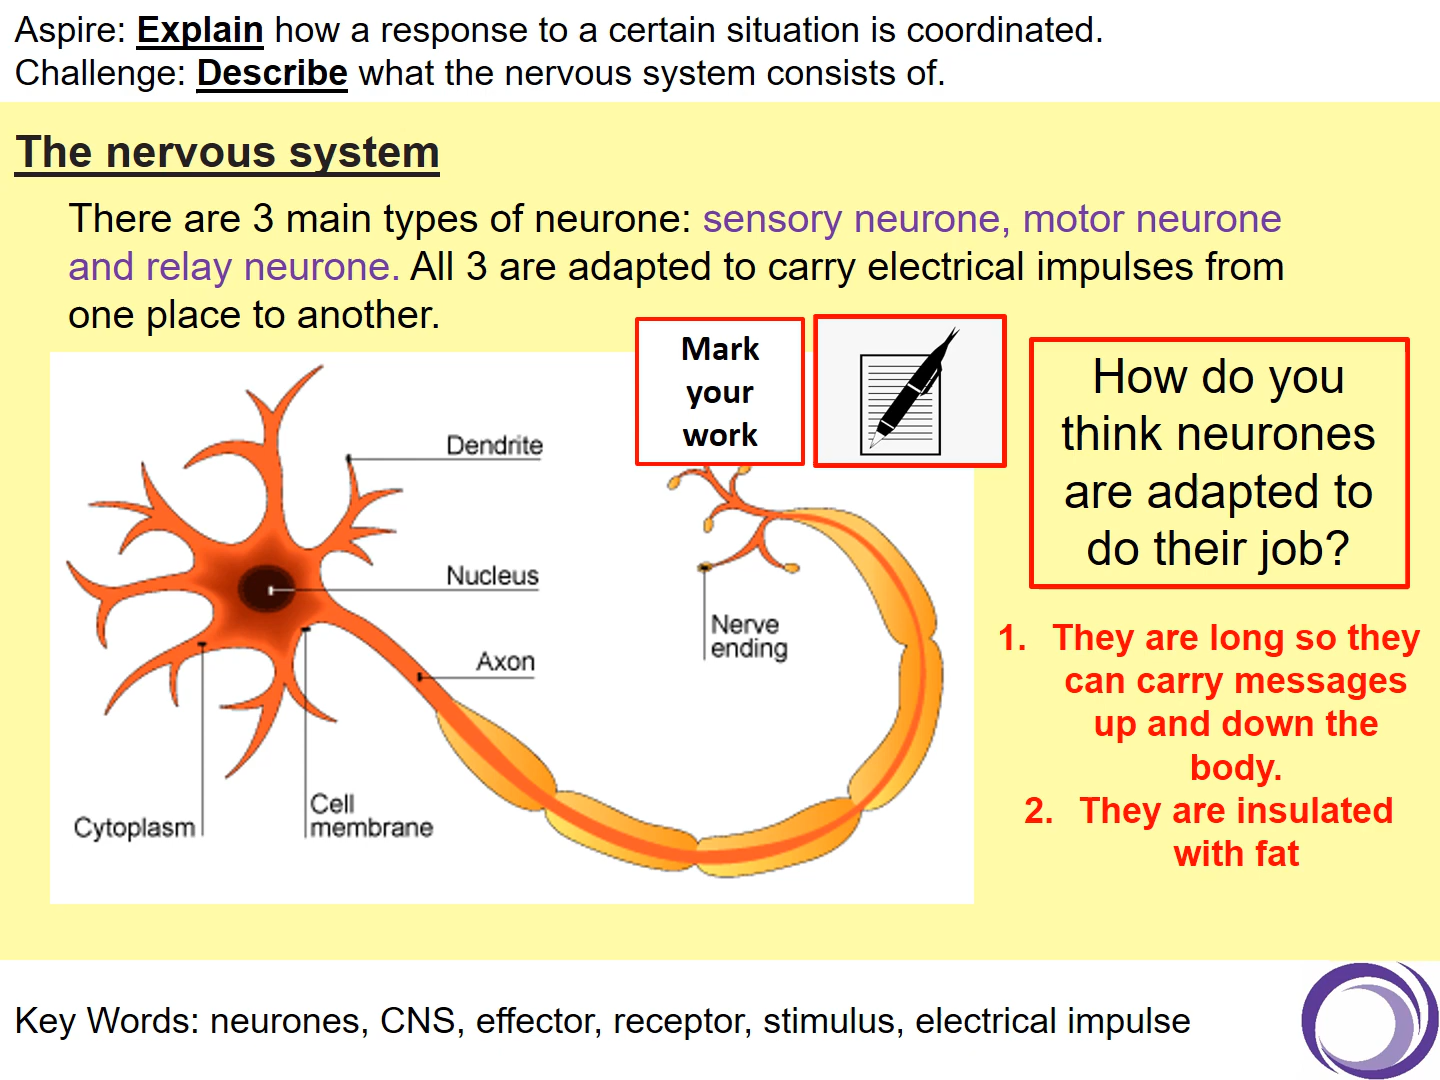 Aspire: Explain how a response to a certain situation is coordinated.
Challenge: Describe what the nervous system consists of.
The nervous system
There are 3 main types of neurone: sensory neurone, motor neurone
and relay neurone. All 3 are adapted to carry electrical impulses from
one place to another.
Mark
your
work
How do you
think neurones
are adapted to
do their job?
Dendrite
Nucleus
Axon
Nerve
ending
Cytoplasm
Cell
membrane
1. They are long so they
can carry messages
up and down the
body.
2. They are insulated
with fat
Key Words: neurones, CNS, effector, receptor, stimulus, electrical impulse